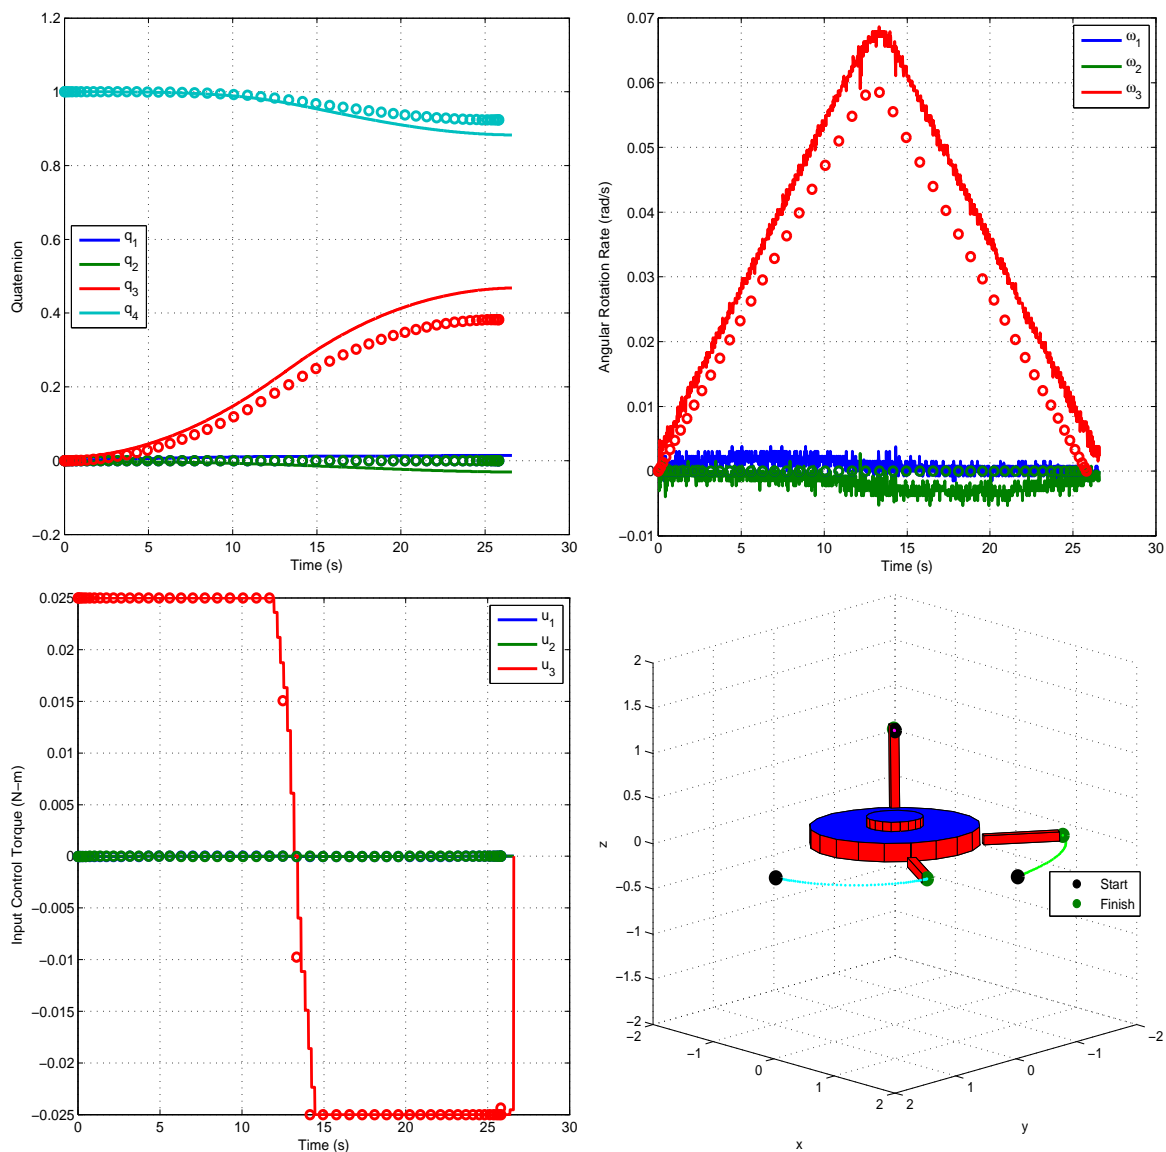 1.2
1
0.8
0.6
0.4
0.2
0
−0.2
Quaternion
q1
q2
q3
q4
0 5 10 15 20 25 30
Time (s)
0.07
0.06
0.05
0.04
0.03
0.02
0.01
0
−0.01
Angular Rotation Rate (rad/s)
ω1
ω2
ω3
0 5 10 15 20 25 30
Time (s)
0.025
0.02
0.015
0.01
0.005
0
−0.005
−0.01
−0.015
−0.02
−0.025
Input Control Torque (N−m)
u1
u2
u3
0 5 10 15 20 25 30
Time (s)
2
1.5
1
0.5
0
−0.5
−1
−1.5
−2
z
Start
Finish
−2
−1
0
1
2
x
−2
−1
0
1
2
y